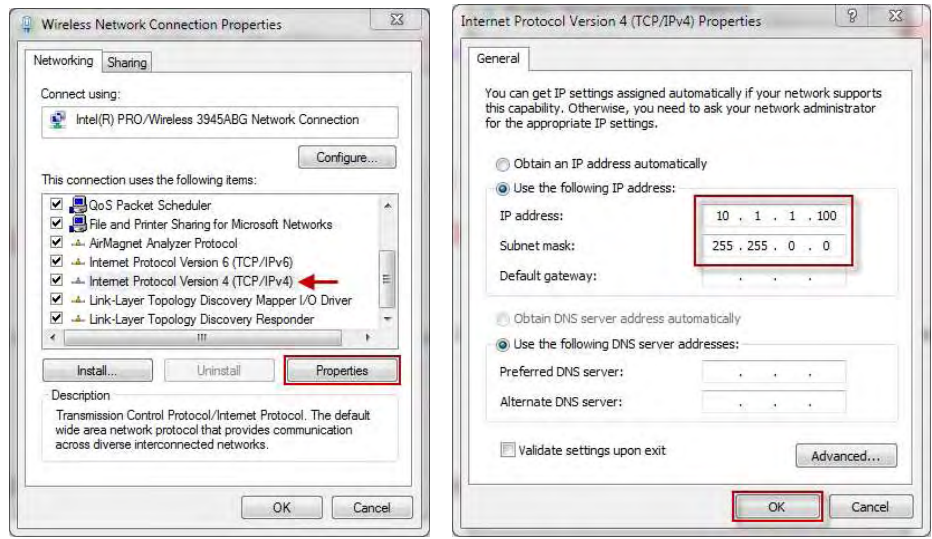 Wireless Network Connection Properties
Networking
Sharing
Connect using:
Intel(R) PRO/Wireless 3945ABG Network Connection
Configure...
This connection uses the following items:
QoS Packet Scheduler
File and Printer Sharing for Microsoft Networks
AirMagnet Analyzer Protocol
Internet Protocol Version 6 (TCP/IPv6)
Internet Protocol Version 4 (TCP/IPv4)
Link-Layer Topology Discovery Mapper I/O Driver
Link-Layer Topology Discovery Responder
Install...
Uninstall
Properties
Description
Transmission Control Protocol/Internet Protocol. The default
wide area network protocol that provides communication
across diverse interconnected networks.
OK
Cancel
Internet Protocol Version 4 (TCP/IPv4) Properties
General
You can get IP settings assigned automatically if your network supports
this capability. Otherwise, you need to ask your network administrator
for the appropriate IP settings.
Obtain an IP address automatically
Use the following IP address:
IP address: 10 . 1 . 1 . 100
Subnet mask: 255 . 255 . 0 . 0
Default gateway: . . .
Obtain DNS server address automatically
Use the following DNS server addresses:
Preferred DNS server: . . .
Alternate DNS server: . . .
Validate settings upon exit
Advanced...
OK
Cancel